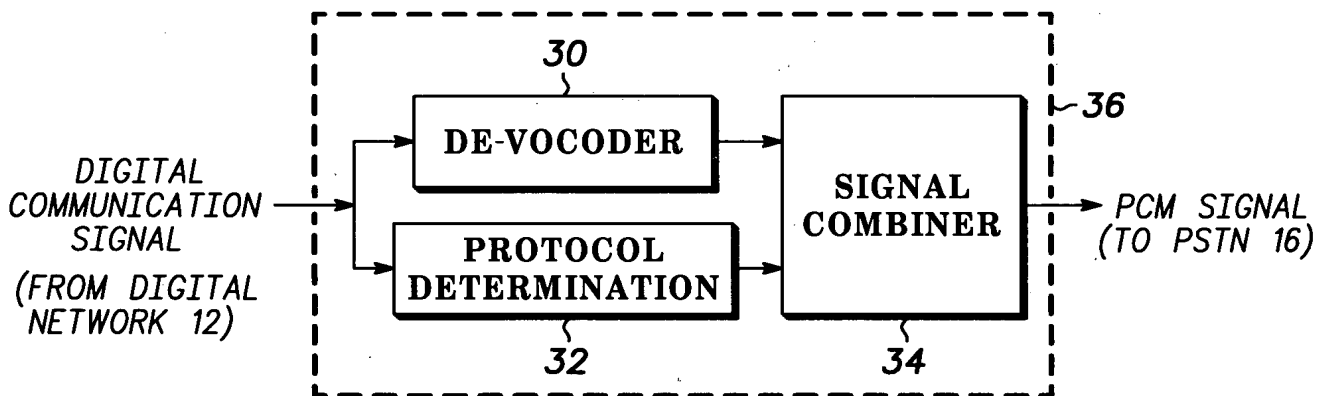 30
DE-VOCODER
36
DIGITAL
COMMUNICATION
SIGNAL
(FROM DIGITAL
NETWORK 12)
SIGNAL
COMBINER
PCM SIGNAL
(TO PSTN 16)
PROTOCOL
DETERMINATION
32
34